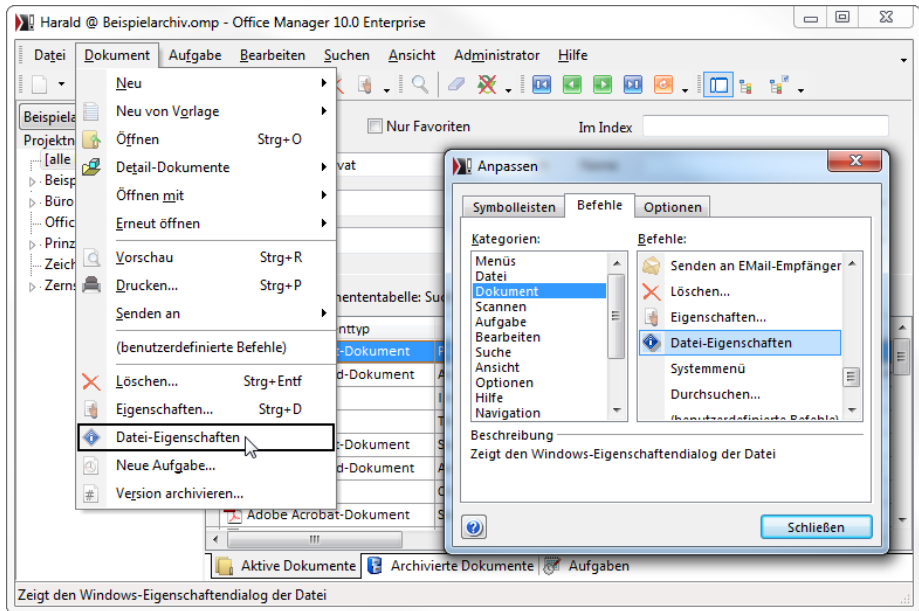 Harald @ Beispielarchiv.omp - Office Manager 10.0 Enterprise
Datei Dokument Aufgabe Bearbeiten Suchen Ansicht Administrator Hilfe
Neu
Neu von Vorlage
Öffnen Strg+O
Detail-Dokumente
Öffnen mit
Erneut öffnen
Vorschau Strg+R
Drucken... Strg+P
Senden an
(benutzerdefinierte Befehle)
Löschen... Strg+Entf
Eigenschaften... Strg+D
Datei-Eigenschaften
Neue Aufgabe...
Version archivieren...
Beispiela
Projektn
[alle
Beisp
Büro
Offic
Prinz
Zeich
Zerns
Nur Favoriten Im Index
vat
ententabelle: Su
nttyp
t-Dokument
d-Dokument A
t-Dokument S
d-Dokument A
Adobe Acrobat-Dokument S
Anpassen
Symbolleisten Befehle Optionen
Kategorien:
Menüs
Datei
Dokument
Scannen
Aufgabe
Bearbeiten
Suche
Ansicht
Optionen
Hilfe
Navigation
Befehle:
Senden an EMail-Empfänger
Löschen...
Eigenschaften...
Datei-Eigenschaften
Systemmenü
Durchsuchen...
(benutzerdefinierte Befehle)
Beschreibung
Zeigt den Windows-Eigenschaftendialog der Datei
Schließen
Aktive Dokumente Archivierte Dokumente Aufgaben
Zeigt den Windows-Eigenschaftendialog der Datei